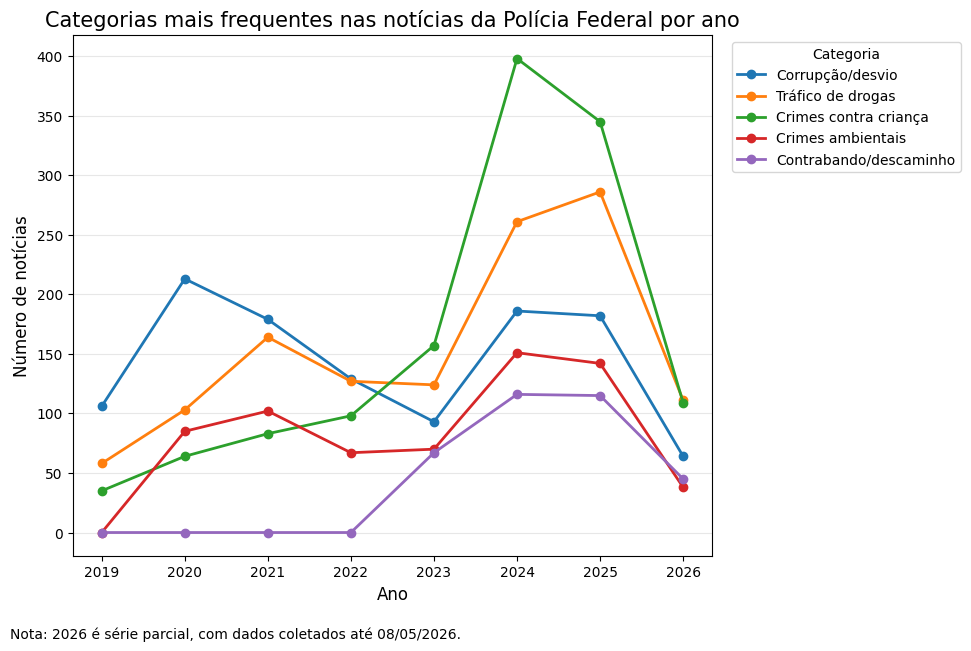 Categorias mais frequentes nas notícias da Polícia Federal por ano
Categoria
Corrupção/desvio
Tráfico de drogas
Crimes contra criança
Crimes ambientais
Contrabando/descaminho
Número de notícias
400
350
300
250
200
150
100
50
0
2019 2020 2021 2022 2023 2024 2025 2026
Ano
Nota: 2026 é série parcial, com dados coletados até 08/05/2026.